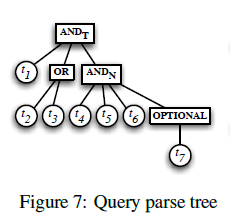 AND_T
t_1 OR AND_N
t_2 t_3 t_4 t_5 t_6 OPTIONAL
t_7
Figure 7: Query parse tree